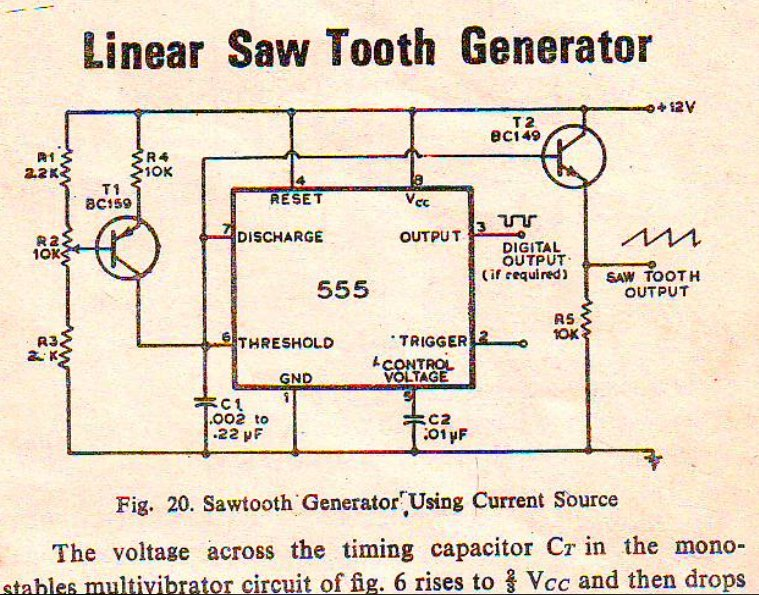 Linear Saw Tooth Generator
+12V
T2
BC149
R1
2.2K
R4
10K
T1
BC159
4
8
RESET
Vcc
7
DISCHARGE
OUTPUT
3
DIGITAL
OUTPUT
(if required)
R2
10K
SAW TOOTH
OUTPUT
555
R5
10K
R3
6
THRESHOLD
TRIGGER
2
CONTROL
VOLTAGE
GND
1
5
C1
.002 to
.22 µF
C2
.01µF
Fig. 20. Sawtooth Generator Using Current Source
The voltage across the timing capacitor CT in the mono-
stables multivibrator circuit of fig. 6 rises to ⅔ Vcc and then drops